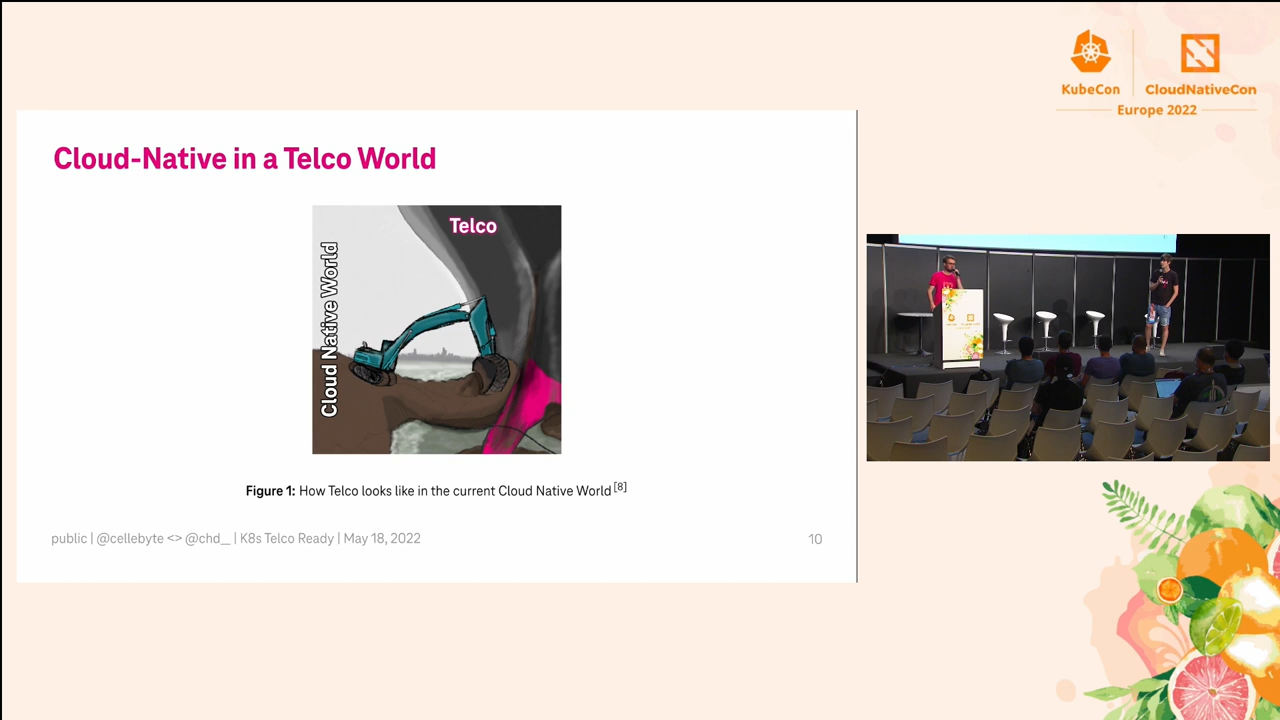 KubeCon
CloudNativeCon
Europe 2022
Cloud-Native in a Telco World
Telco
Cloud Native World
Figure 1: How Telco looks like in the current Cloud Native World [8]
public | @cellebyte <> @chd_ | K8s Telco Ready | May 18, 2022
10